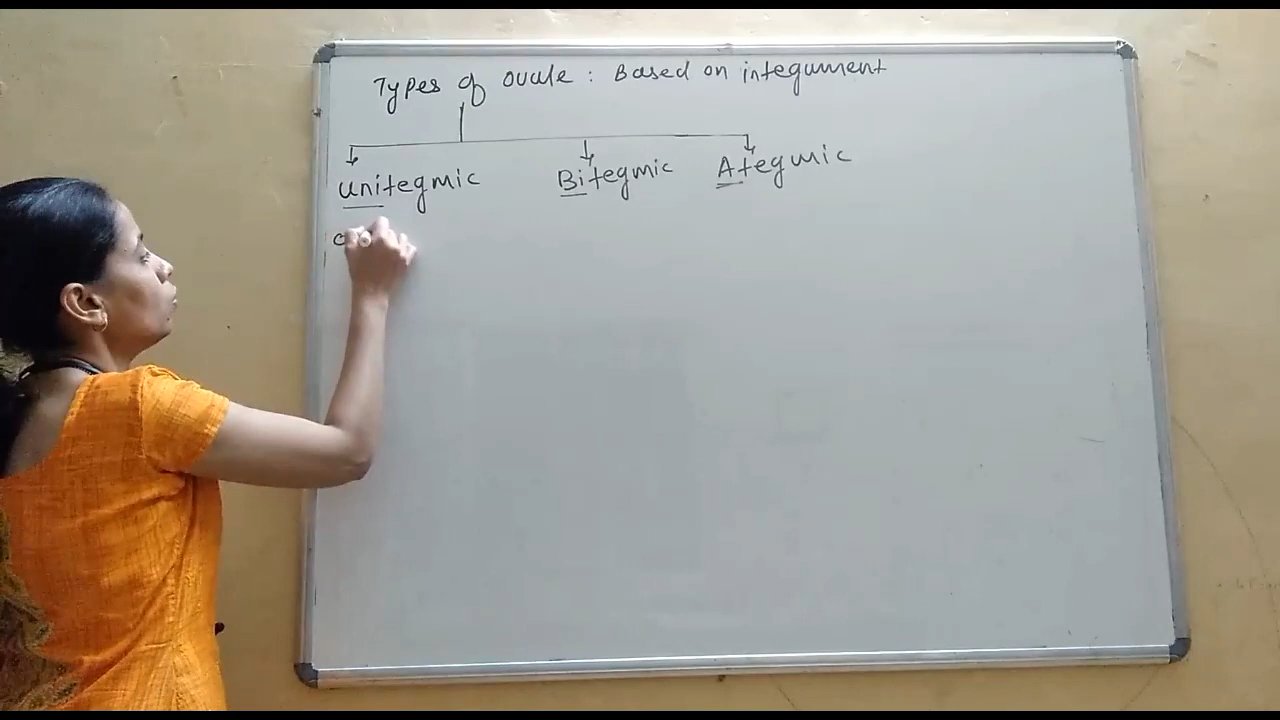 Types of ovule : Based on integument
unitegmic Bitegmic Ategmic